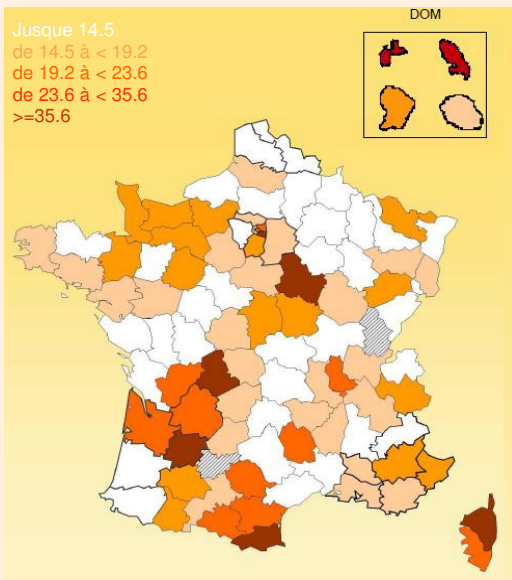 DOM
Jusque 14.5
de 14.5 à < 19.2
de 19.2 à < 23.6
de 23.6 à < 35.6
>=35.6